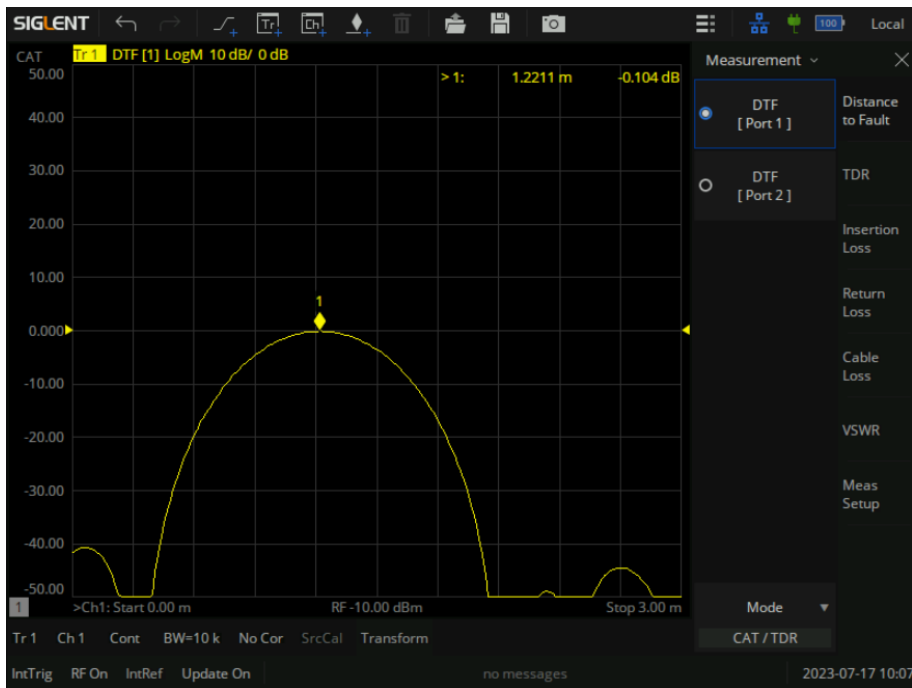 SIGLENT Tr Ch 100 Local
CAT Tr 1 DTF [1] LogM 10 dB/ 0 dB
Measurement
50.00
> 1: 1.2211 m -0.104 dB
DTF
[ Port 1 ]
Distance
to Fault
40.00
30.00
DTF
[ Port 2 ]
TDR
20.00
Insertion
Loss
10.00
1
Return
Loss
0.000
Cable
Loss
-10.00
-20.00
VSWR
-30.00
Meas
Setup
-40.00
-50.00
1 >Ch1: Start 0.00 m RF -10.00 dBm Stop 3.00 m
Mode
Tr 1 Ch 1 Cont BW=10 k No Cor SrcCal Transform
CAT / TDR
IntTrig RF On IntRef Update On no messages 2023-07-17 10:07